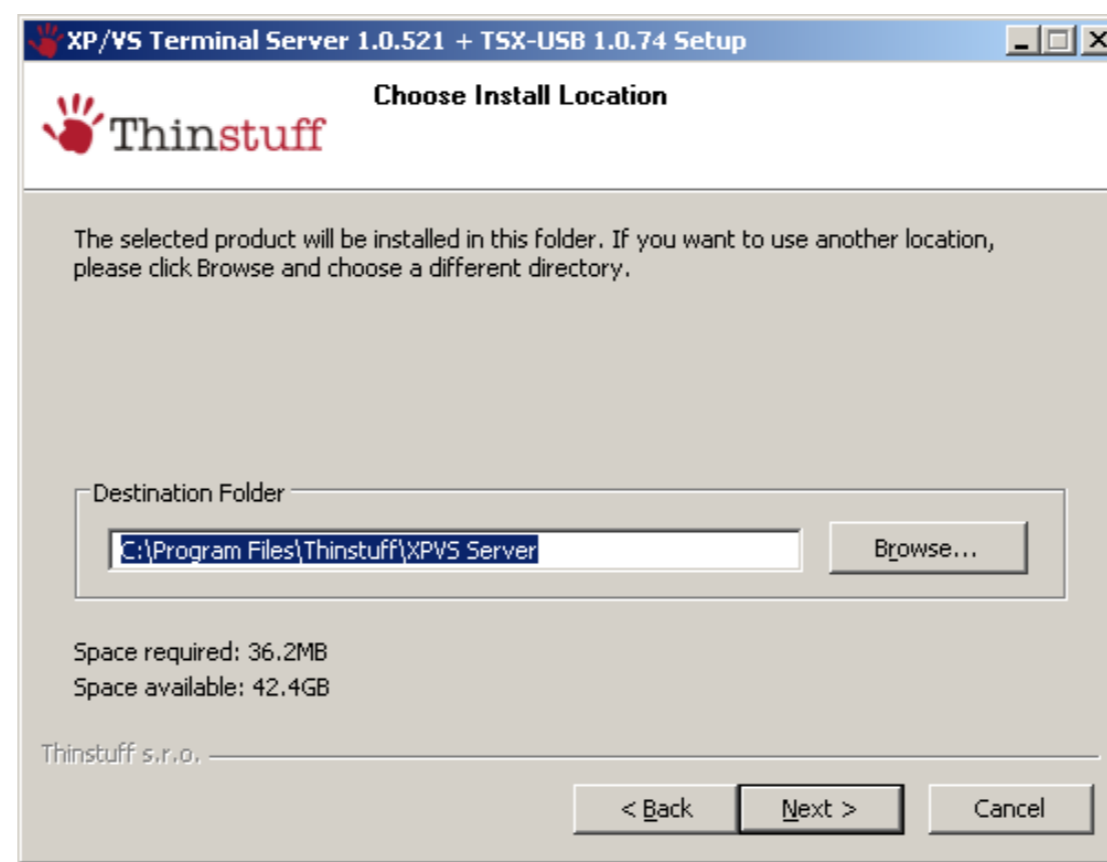 XP/VS Terminal Server 1.0.521 + TSX-USB 1.0.74 Setup
Thinstuff
Choose Install Location
The selected product will be installed in this folder. If you want to use another location,
please click Browse and choose a different directory.
Destination Folder
C:\Program Files\Thinstuff\XPVS Server
Browse...
Space required: 36.2MB
Space available: 42.4GB
Thinstuff s.r.o.
< Back
Next >
Cancel